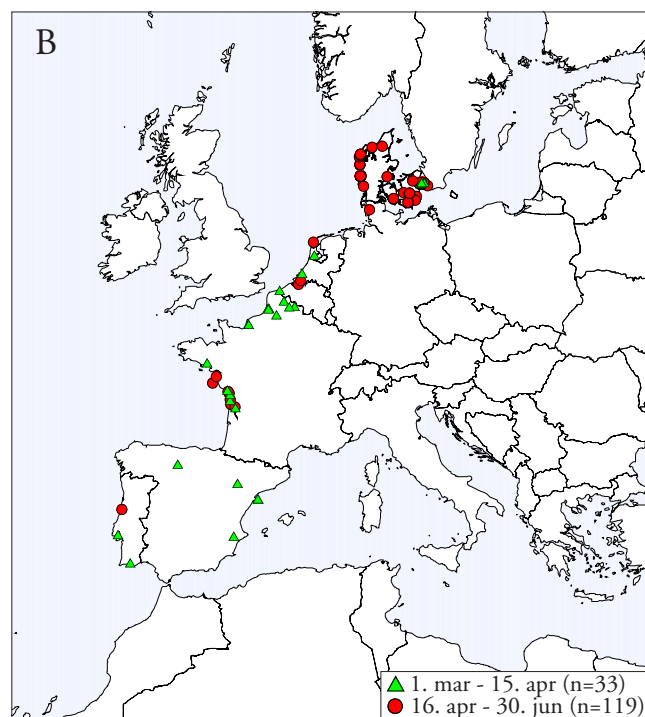 B
1. mar - 15. apr (n=33)
16. apr - 30. jun (n=119)